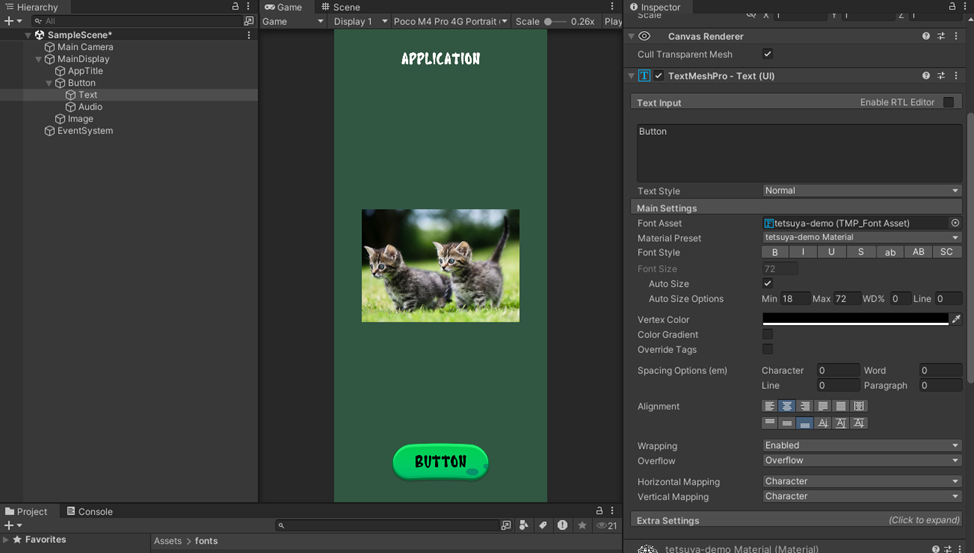 Hierarchy
All
SampleScene*
Main Camera
MainDisplay
AppTitle
Button
Text
Audio
Image
EventSystem
Game
Scene
Game
Display 1
Poco M4 Pro 4G Portrait (
Scale
0.26x
Play
APPLICATION
BUTTON
Inspector
Scale
X 1 Y 1 Z 1
Canvas Renderer
Cull Transparent Mesh
TextMeshPro - Text (UI)
Text Input
Enable RTL Editor
Button
Text Style
Normal
Main Settings
Font Asset
tetsuya-demo (TMP_Font Asset)
Material Preset
tetsuya-demo Material
Font Style
B I U S ab AB SC
Font Size
72
Auto Size
Auto Size Options
Min 18 Max 72 WD% 0 Line 0
Vertex Color
Color Gradient
Override Tags
Spacing Options (em)
Character 0 Word 0
Line 0 Paragraph 0
Alignment
Wrapping
Enabled
Overflow
Overflow
Horizontal Mapping
Character
Vertical Mapping
Character
Extra Settings
(Click to expand)
tetsuya-demo Material (Material)
Project
Console
21
Favorites
Assets
fonts